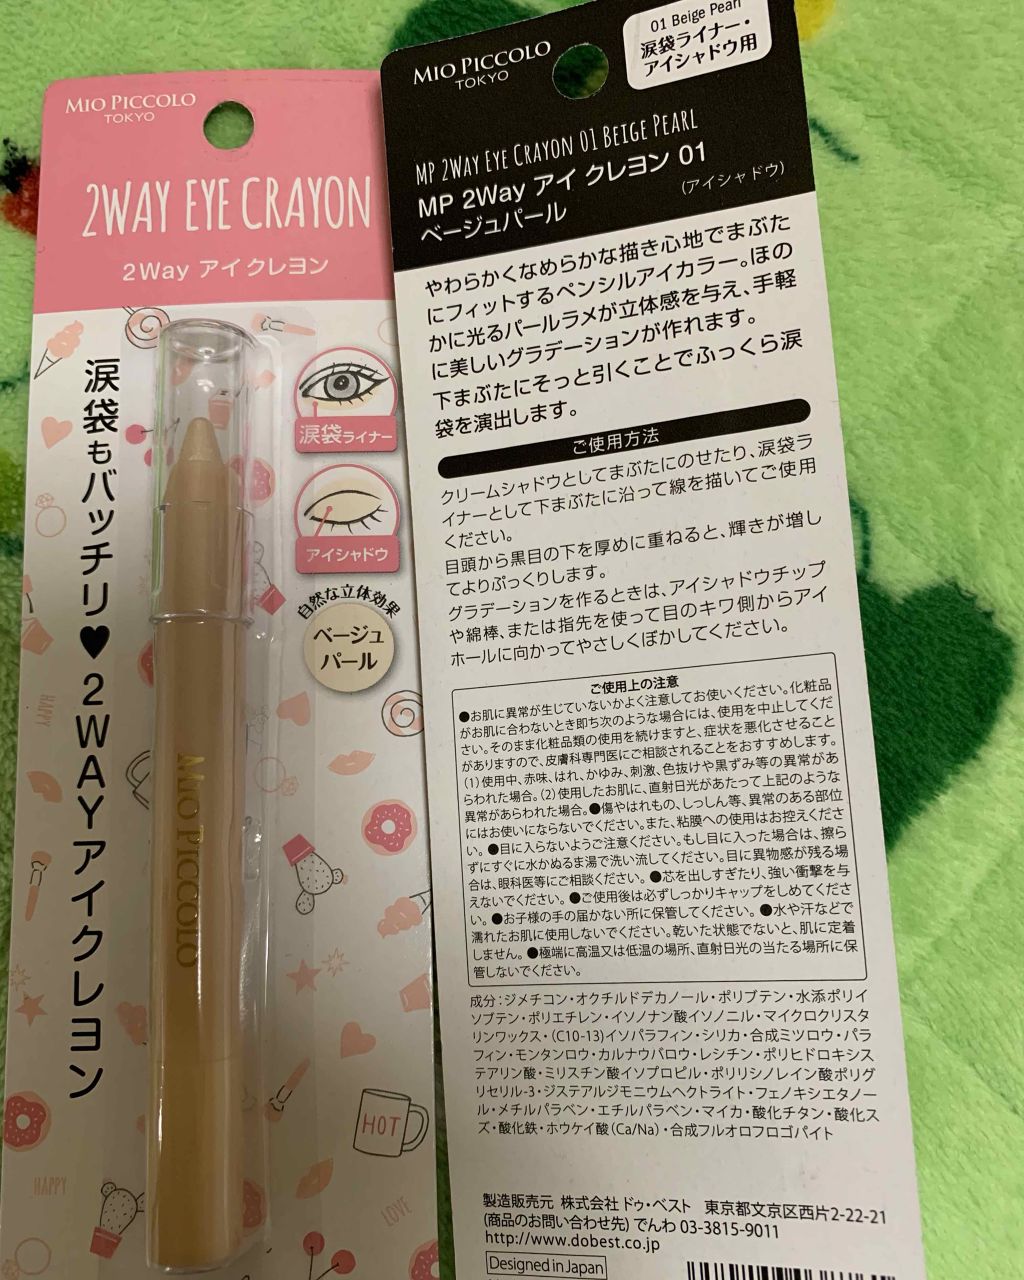 MIO PICCOLO
TOKYO
2WAY EYE CRAYON
2Way アイ クレヨン
涙袋もバッチリ♥2WAYアイクレヨン
涙袋ライナー
アイシャドウ
自然な立体効果
ベージュ
パール
MIO PICCOLO
HAPPY
HOT
HAPPY
LOVE
MIO PICCOLO
TOKYO
01 Beige Pearl
涙袋ライナー・
アイシャドウ用
MP 2WAY EYE CRAYON 01 BEIGE PEARL
MP 2Way アイ クレヨン 01
ベージュパール
(アイシャドウ)
やわらかくなめらかな描き心地でまぶた
にフィットするペンシルアイカラー。ほの
かに光るパールラメが立体感を与え、手軽
に美しいグラデーションが作れます。
下まぶたにそっと引くことでふっくら涙
袋を演出します。
ご使用方法
クリームシャドウとしてまぶたにのせたり、涙袋ラ
イナーとして下まぶたに沿って線を描いてご使用
ください。
目頭から黒目の下を厚めに重ねると、輝きが増し
てよりぷっくりします。
グラデーションを作るときは、アイシャドウチップ
や綿棒、または指先を使って目のキワ側からアイ
ホールに向かってやさしくぼかしてください。
ご使用上の注意
●お肌に異常が生じていないかよく注意してお使いください。化粧品
がお肌に合わないとき即ち次のような場合には、使用を中止してくだ
さい。そのまま化粧品類の使用を続けますと、症状を悪化させること
がありますので、皮膚科専門医にご相談されることをおすすめします。
(1)使用中、赤味、はれ、かゆみ、刺激、色抜けや黒ずみ等の異常があ
らわれた場合。(2)使用したお肌に、直射日光があたって上記のような
異常があらわれた場合。●傷やはれもの、しっしん等、異常のある部位
にはお使いにならないでください。また、粘膜への使用はお控えくださ
い。●目に入らないようご注意ください。もし目に入った場合は、擦ら
ずにすぐに水かぬるま湯で洗い流してください。目に異物感が残る場
合は、眼科医等にご相談ください。●芯を出しすぎたり、強い衝撃を与
えないでください。●ご使用後は必ずしっかりキャップをしめてくださ
い。●お子様の手の届かない所に保管してください。●水や汗などで
濡れたお肌に使用しないでください。乾いた状態でないと、肌に定着
しません。●極端に高温又は低温の場所、直射日光の当たる場所に保
管しないでください。
成分：ジメチコン・オクチルドデカノール・ポリブテン・水添ポリイ
ソブテン・ポリエチレン・イソノナン酸イソノニル・マイクロクリスタ
リンワックス・(C10-13)イソパラフィン・シリカ・合成ミツロウ・パラ
フィン・モンタンロウ・カルナウバロウ・レシチン・ポリヒドロキシス
テアリン酸・ミリスチン酸イソプロピル・ポリリシノレイン酸ポリグ
リセリル-3・ジステアルジモニウムヘクトライト・フェノキシエタノー
ル・メチルパラベン・エチルパラベン・マイカ・酸化チタン・酸化ス
ズ・酸化鉄・ホウケイ酸(Ca/Na)・合成フルオロフロゴパイト
製造販売元 株式会社 ドゥ・ベスト 東京都文京区西片2-22-21
(商品のお問い合わせ先) でんわ 03-3815-9011
http://www.dobest.co.jp
Designed in Japan